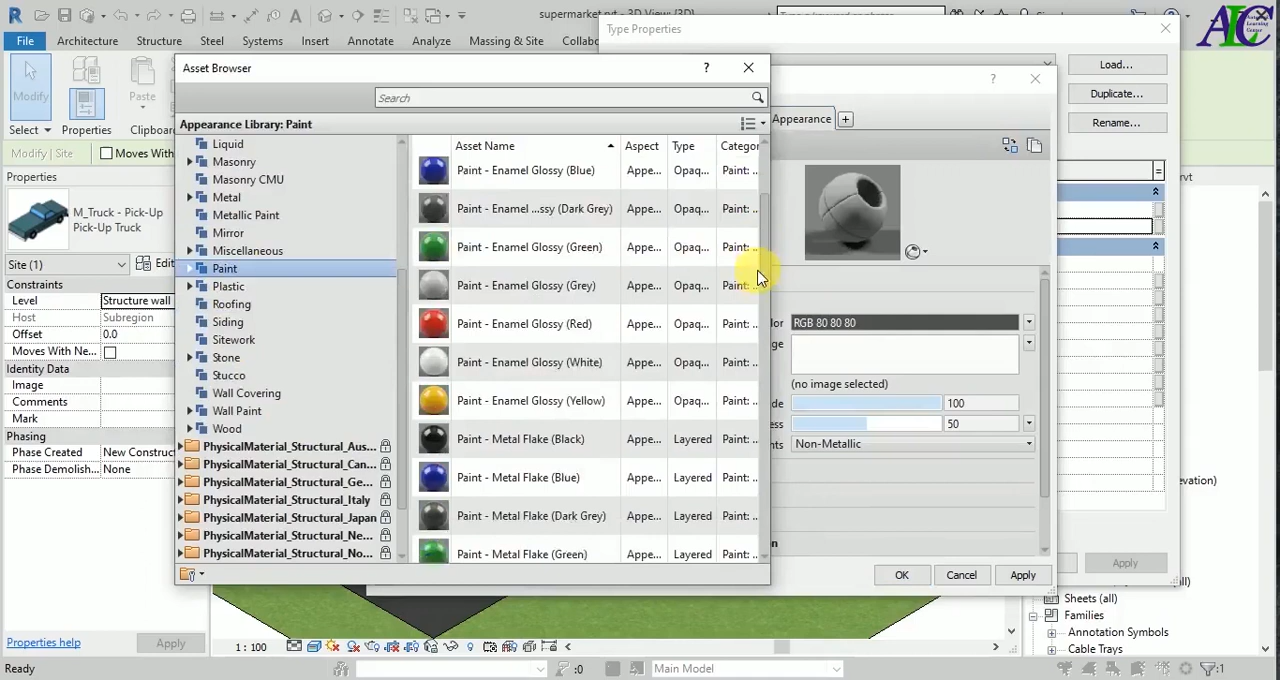 supermarket.rvt - 3D View: {3D}
Type Properties
File Architecture Structure Steel Systems Insert Annotate Analyze Massing & Site Collabo
Load...
Asset Browser
?
?
Modify
Paste
Search
Duplicate...
Appearance
Select Properties Clipboard
Appearance Library: Paint
Rename...
Modify | Site
Moves With
Liquid
Asset Name Aspect Type Categor
Properties
Masonry
Paint - Enamel Glossy (Blue) Appe... Opaq... Paint: ...
Masonry CMU
M_Truck - Pick-Up
Pick-Up Truck
Metal
Paint - Enamel ...ssy (Dark Grey) Appe... Opaq... Paint: ...
Metallic Paint
Mirror
Miscellaneous
Paint - Enamel Glossy (Green) Appe... Opaq... Paint: ...
Site (1)
Edit
Paint
Constraints
Plastic
Paint - Enamel Glossy (Grey) Appe... Opaq... Paint: ...
Level Structure wall
Roofing
Host Subregion
Siding
Paint - Enamel Glossy (Red) Appe... Opaq... Paint: ...
RGB 80 80 80
Offset 0.0
Sitework
Moves With Ne...
Stone
Paint - Enamel Glossy (White) Appe... Opaq... Paint: ...
Identity Data
Stucco
(no image selected)
Image
Wall Covering
Comments
Paint - Enamel Glossy (Yellow) Appe... Opaq... Paint: ...
100
Mark
Wall Paint
50
Phasing
Wood
Paint - Metal Flake (Black) Appe... Layered Paint: ...
Non-Metallic
Phase Created New Construc
PhysicalMaterial_Structural_Aus...
Phase Demolish... None
PhysicalMaterial_Structural_Can...
Paint - Metal Flake (Blue) Appe... Layered Paint: ...
PhysicalMaterial_Structural_Ge...
PhysicalMaterial_Structural_Italy
PhysicalMaterial_Structural_Japan
Paint - Metal Flake (Dark Grey) Appe... Layered Paint: ...
PhysicalMaterial_Structural_Ne...
PhysicalMaterial_Structural_No...
Paint - Metal Flake (Green) Appe... Layered Paint: ...
Apply
OK Cancel Apply
Sheets (all)
Families
Annotation Symbols
Properties help
Apply
1 : 100
Cable Trays
Ready
:0
Main Model
:1